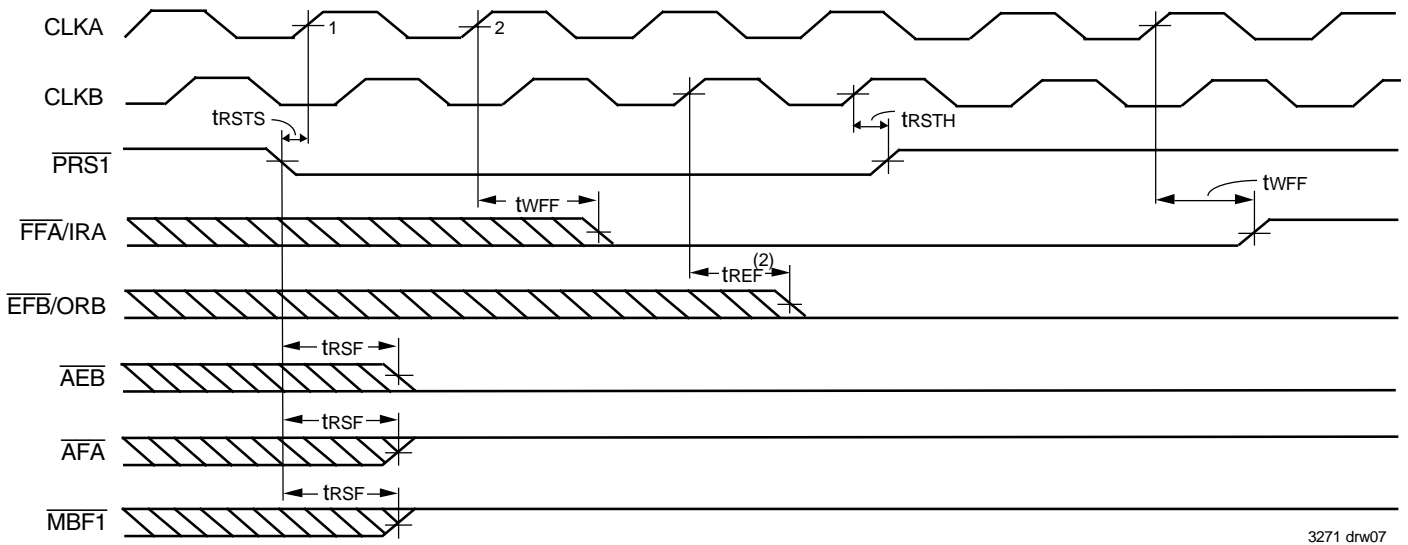 CLKA
1
2
CLKB
tRSTS
tRSTH
PRS1
tWFF
tWFF
FFA/IRA
tREF(2)
EFB/ORB
tRSF
AEB
tRSF
AFA
tRSF
MBF1
3271 drw07